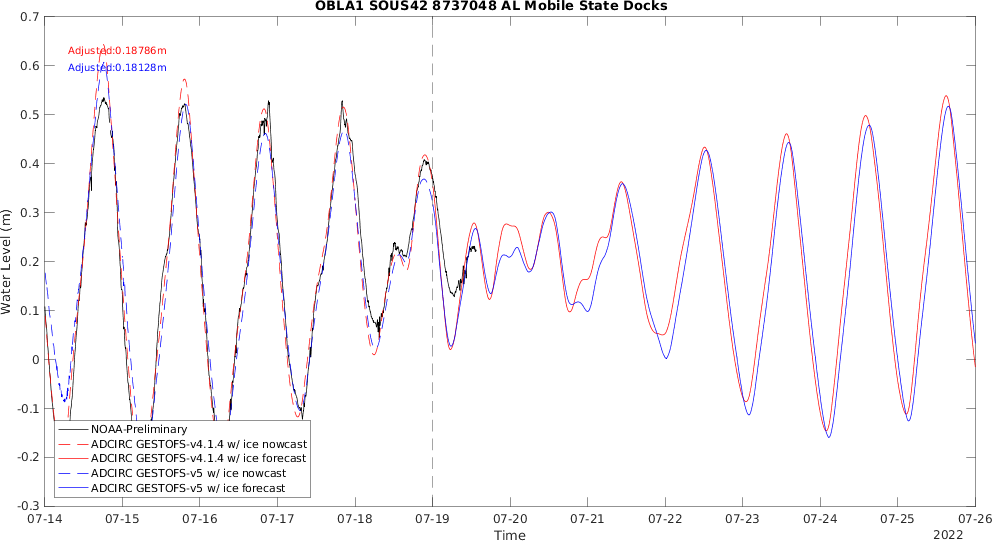 OBLA1 SOUS42 8737048 AL Mobile State Docks
Adjusted:0.18786m
Adjusted:0.18128m
Water Level (m)
0.7
0.6
0.5
0.4
0.3
0.2
0.1
0
-0.1
-0.2
-0.3
NOAA-Preliminary
ADCIRC GESTOFS-v4.1.4 w/ ice nowcast
ADCIRC GESTOFS-v4.1.4 w/ ice forecast
ADCIRC GESTOFS-v5 w/ ice nowcast
ADCIRC GESTOFS-v5 w/ ice forecast
07-14 07-15 07-16 07-17 07-18 07-19 07-20 07-21 07-22 07-23 07-24 07-25 07-26
Time
2022